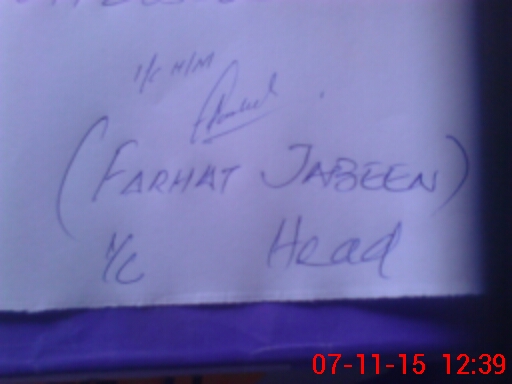 I/C H/M
(FARHAT JABEEN)
I/C Head
07-11-15 12:39